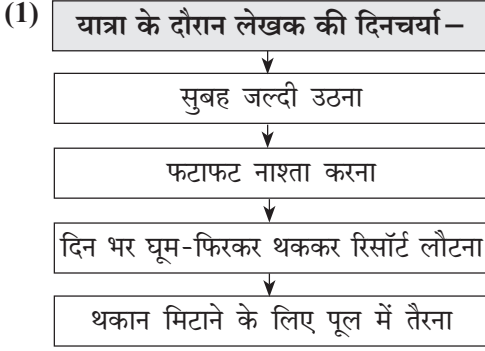 (1) यात्रा के दौरान लेखक की दिनचर्या–
सुबह जल्दी उठना
फटाफट नाश्ता करना
दिन भर घूम-फिरकर थककर रिसॉर्ट लौटना
थकान मिटाने के लिए पूल में तैरना